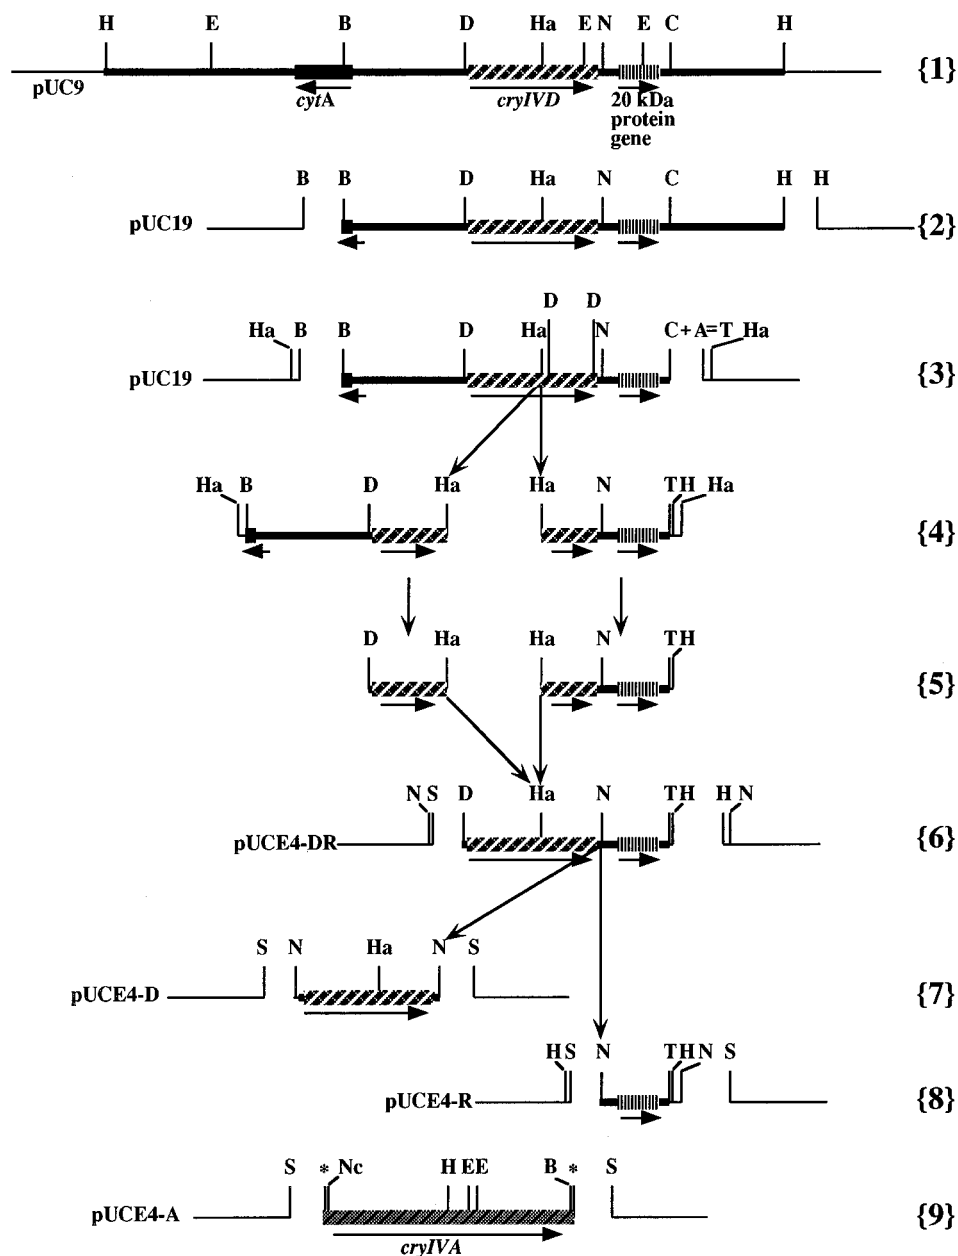 H E B D Ha E N E C H
{1}
pUC9
cytA cryIVD 20 kDa
protein
gene
B B D Ha N C H H
pUC19 {2}
D D
Ha B B D Ha N C+A=T Ha
pUC19 {3}
Ha B D Ha Ha N TH Ha
{4}
D Ha Ha N TH
{5}
N S D Ha N TH H N
pUCE4-DR {6}
S N Ha N S
pUCE4-D {7}
H S N THN S
pUCE4-R {8}
S * Nc H EE B * S
pUCE4-A {9}
cryIVA